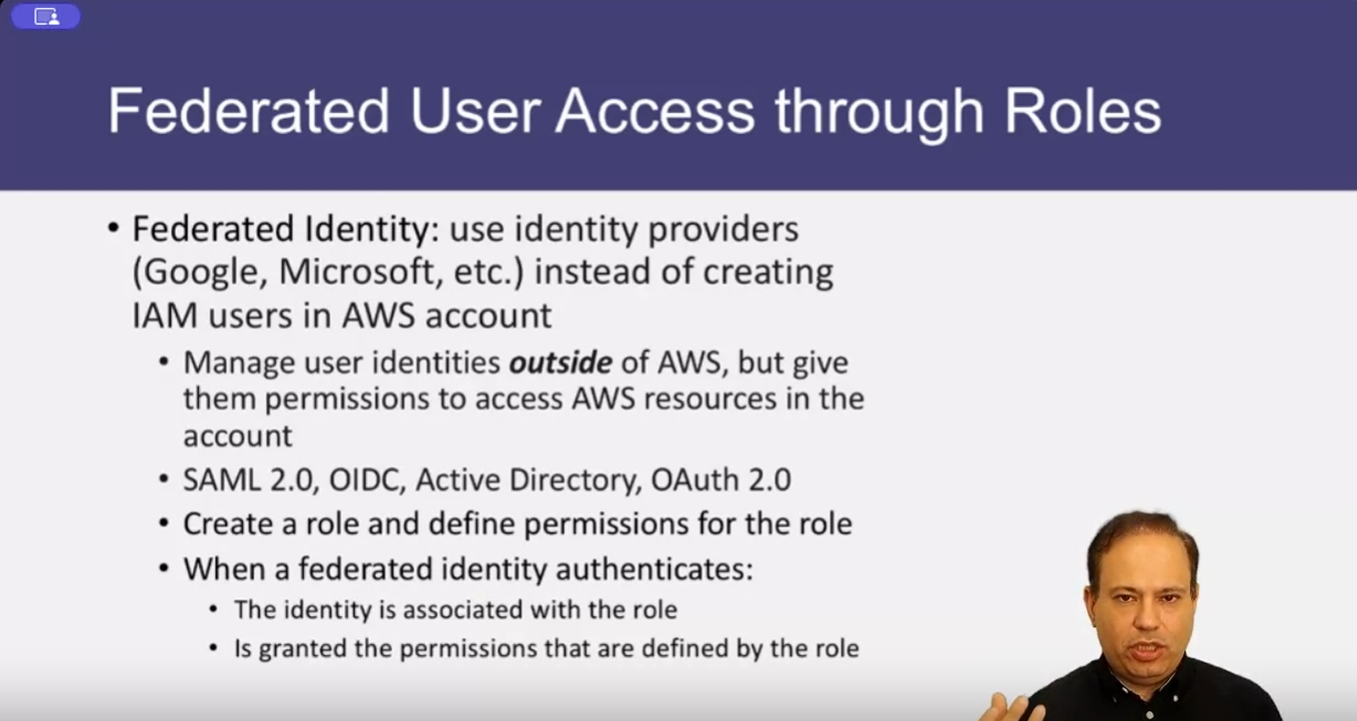 Federated User Access through Roles
• Federated Identity: use identity providers
(Google, Microsoft, etc.) instead of creating
IAM users in AWS account
• Manage user identities outside of AWS, but give
them permissions to access AWS resources in the
account
• SAML 2.0, OIDC, Active Directory, OAuth 2.0
• Create a role and define permissions for the role
• When a federated identity authenticates:
• The identity is associated with the role
• Is granted the permissions that are defined by the role